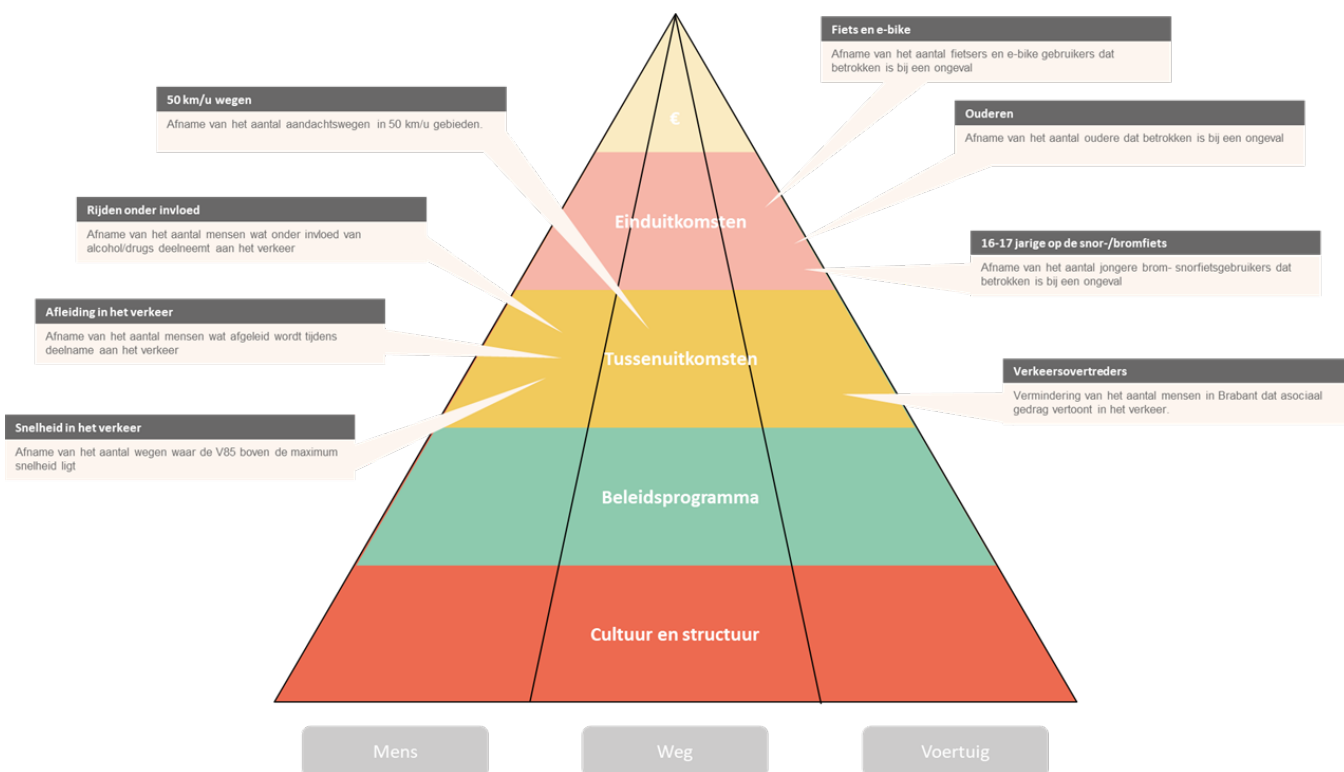 Fiets en e-bike
Afname van het aantal fietsers en e-bike gebruikers dat
betrokken is bij een ongeval
50 km/u wegen
Afname van het aantal aandachtswegen in 50 km/u gebieden.
Ouderen
Afname van het aantal oudere dat betrokken is bij een ongeval
€
Rijden onder invloed
Afname van het aantal mensen wat onder invloed van
alcohol/drugs deelneemt aan het verkeer
Einduitkomsten
16-17 jarige op de snor-/bromfiets
Afname van het aantal jongere brom- snorfietsgebruikers dat
betrokken is bij een ongeval
Afleiding in het verkeer
Afname van het aantal mensen wat afgeleid wordt tijdens
deelname aan het verkeer
Tussenuitkomsten
Verkeersovertreders
Vermindering van het aantal mensen in Brabant dat asociaal
gedrag vertoont in het verkeer.
Snelheid in het verkeer
Afname van het aantal wegen waar de V85 boven de maximum
snelheid ligt
Beleidsprogramma
Cultuur en structuur
Mens
Weg
Voertuig